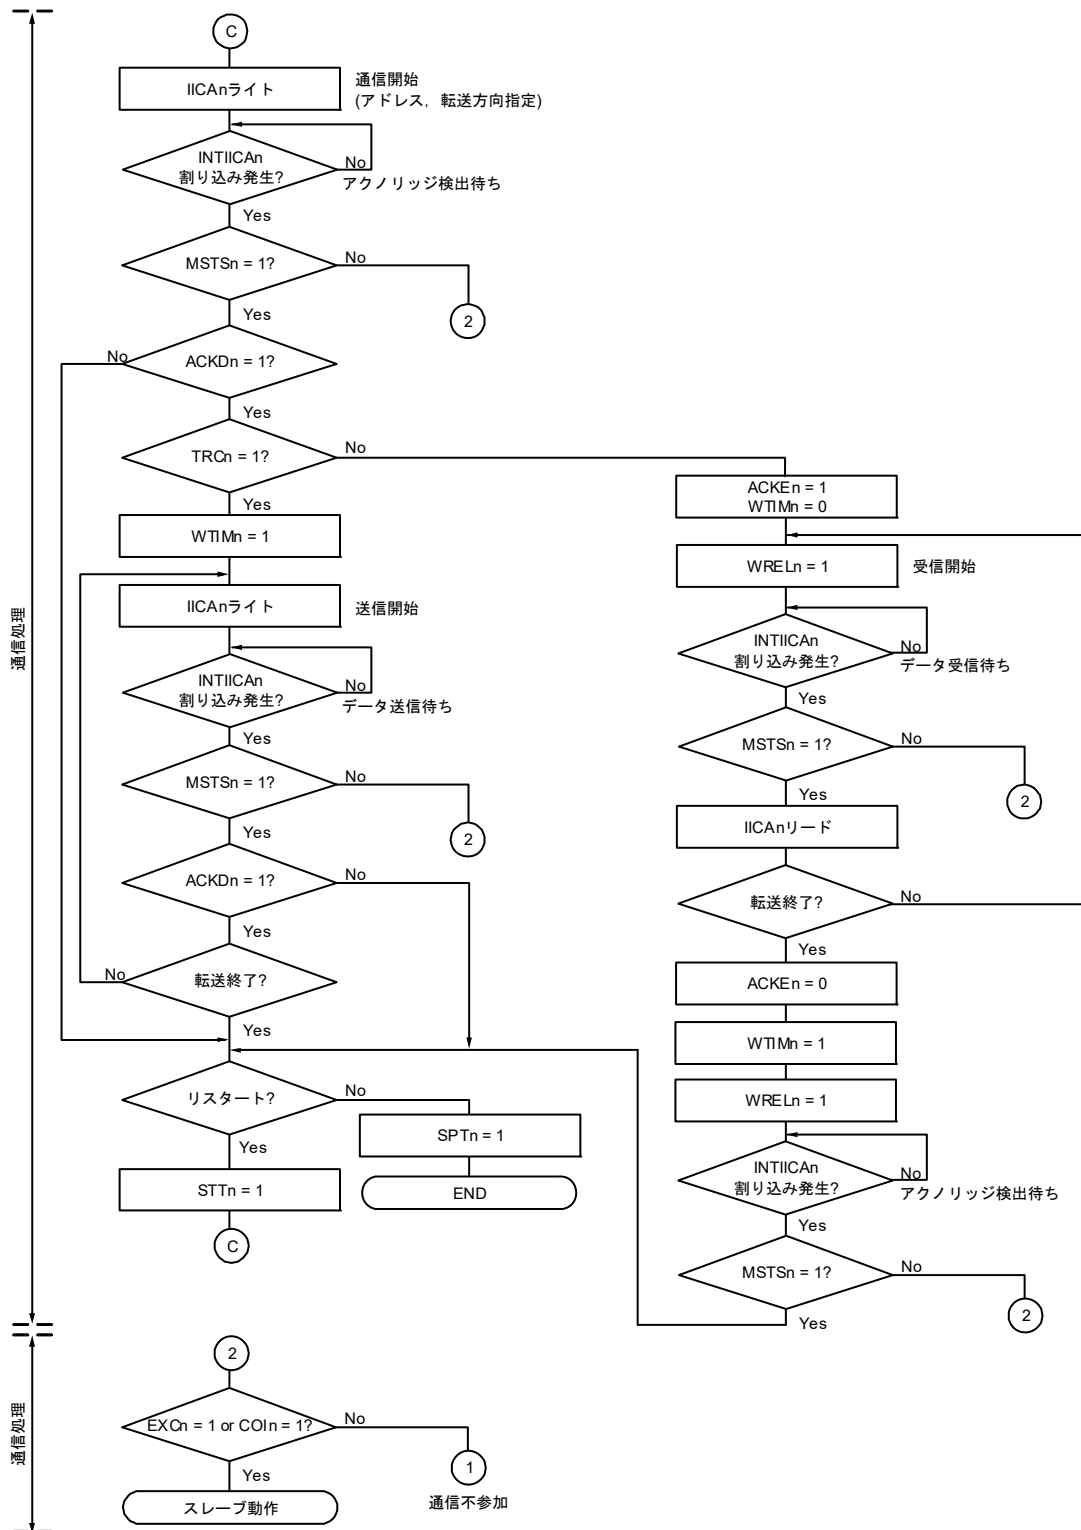 C
IICAnライト
通信開始
(アドレス，転送方向指定)
INTIICAn
割り込み発生?
No
アクノリッジ検出待ち
Yes
MSTSn = 1?
No
2
Yes
ACKDn = 1?
No
Yes
TRCn = 1?
No
Yes
WTIMn = 1
IICAnライト
送信開始
INTIICAn
割り込み発生?
No
データ送信待ち
Yes
MSTSn = 1?
No
2
Yes
ACKDn = 1?
No
Yes
転送終了?
No
Yes
リスタート?
No
Yes
SPTn = 1
END
STTn = 1
C
ACKEn = 1
WTIMn = 0
WRELn = 1
受信開始
INTIICAn
割り込み発生?
No
データ受信待ち
Yes
MSTSn = 1?
No
2
Yes
IICAnリード
転送終了?
No
Yes
ACKEn = 0
WTIMn = 1
WRELn = 1
INTIICAn
割り込み発生?
No
アクノリッジ検出待ち
Yes
MSTSn = 1?
No
2
Yes
通信処理
2
EXCn = 1 or COIn = 1?
No
1
通信不参加
Yes
スレーブ動作
通信処理